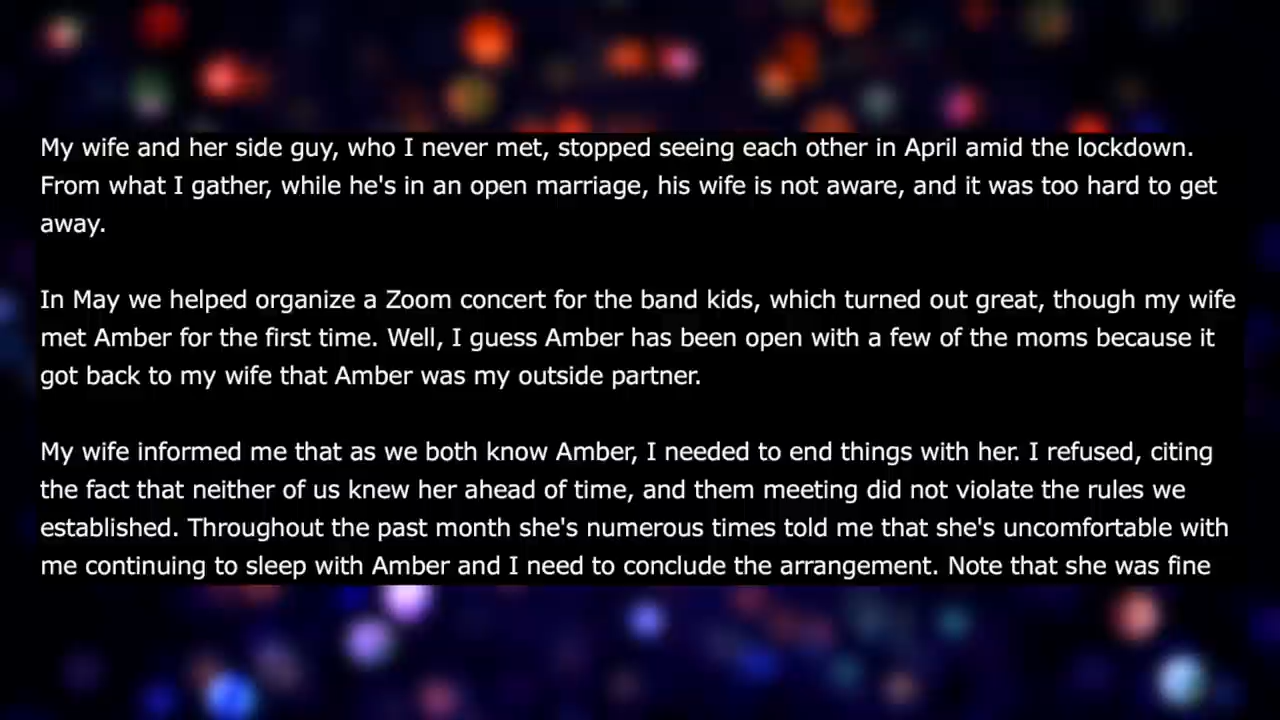 My wife and her side guy, who I never met, stopped seeing each other in April amid the lockdown.
From what I gather, while he's in an open marriage, his wife is not aware, and it was too hard to get
away.
In May we helped organize a Zoom concert for the band kids, which turned out great, though my wife
met Amber for the first time. Well, I guess Amber has been open with a few of the moms because it
got back to my wife that Amber was my outside partner.
My wife informed me that as we both know Amber, I needed to end things with her. I refused, citing
the fact that neither of us knew her ahead of time, and them meeting did not violate the rules we
established. Throughout the past month she's numerous times told me that she's uncomfortable with
me continuing to sleep with Amber and I need to conclude the arrangement. Note that she was fine